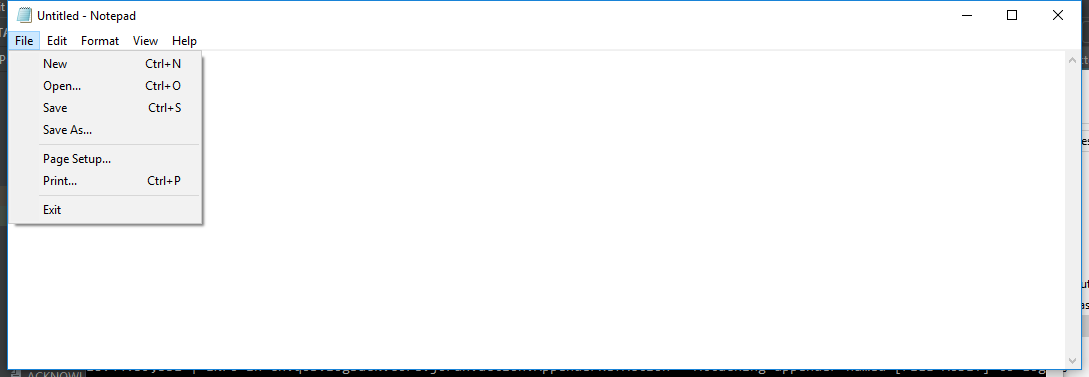 Untitled - Notepad
File Edit Format View Help
New Ctrl+N
Open... Ctrl+O
Save Ctrl+S
Save As...
Page Setup...
Print... Ctrl+P
Exit